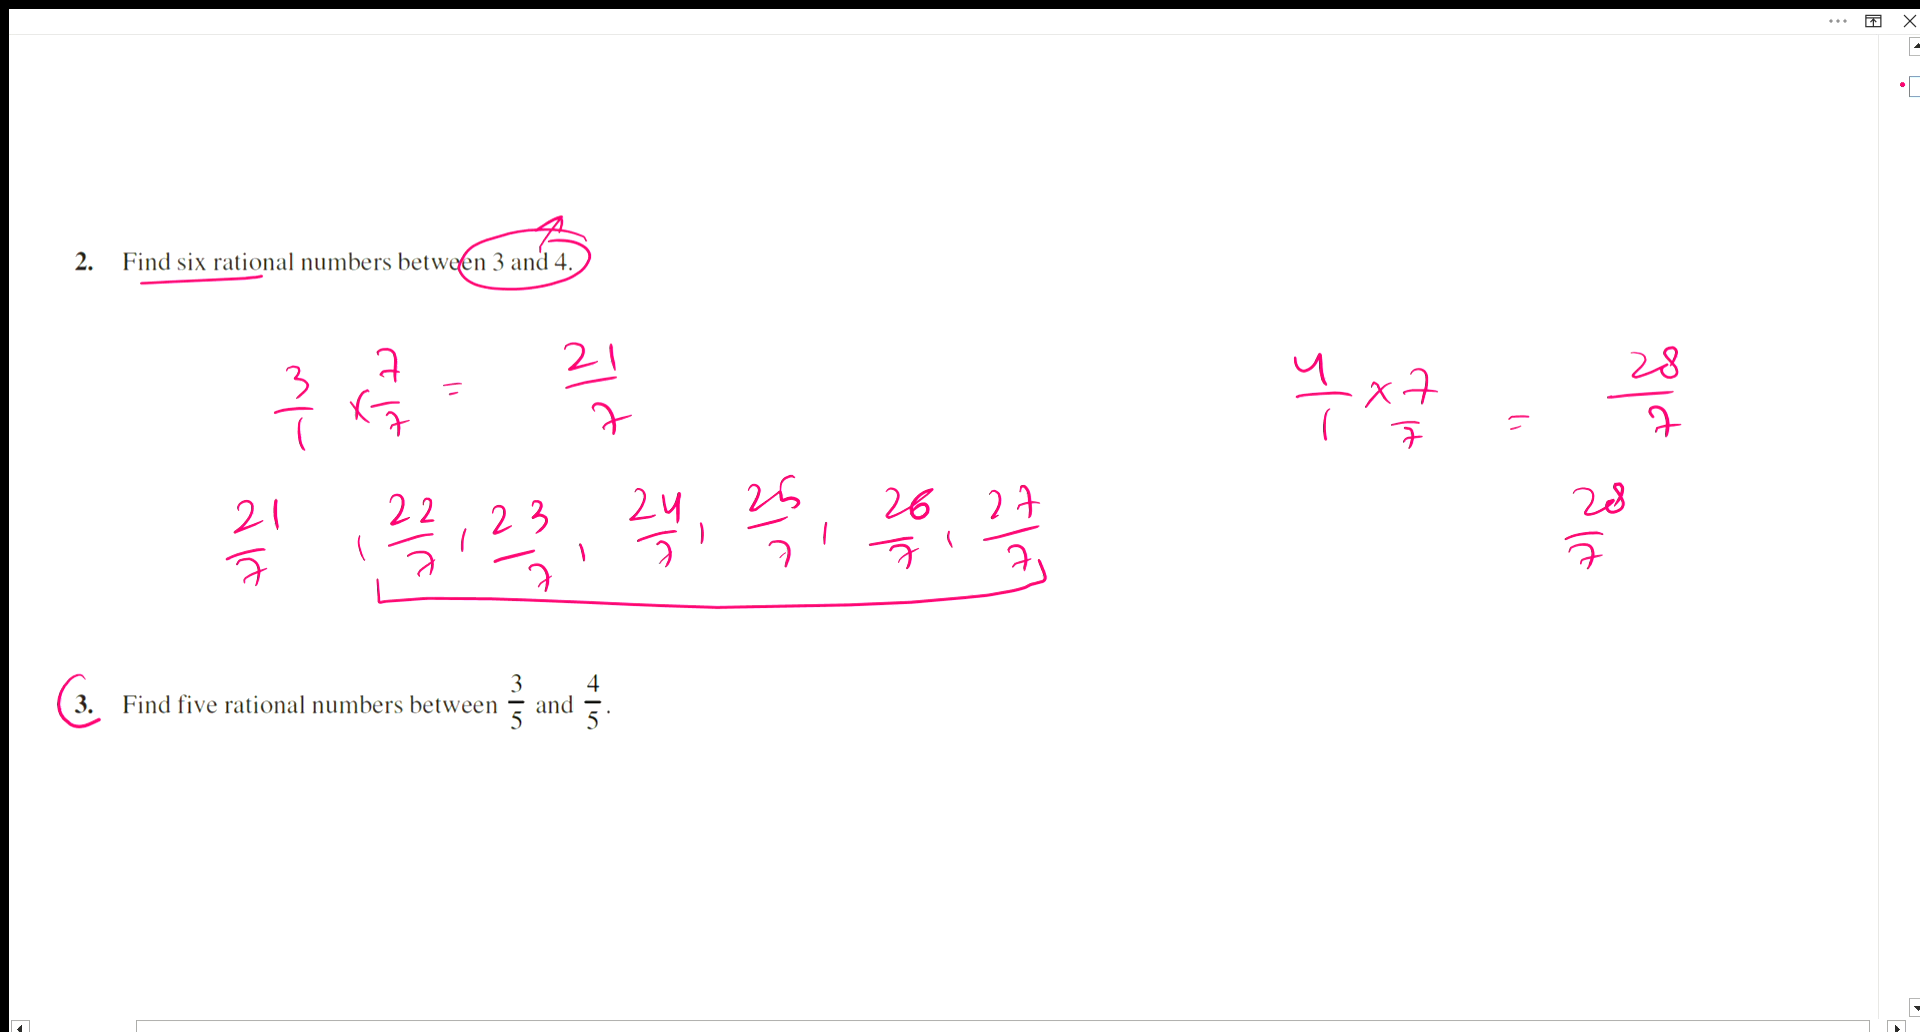 2. Find six rational numbers between 3 and 4.
3/1 × 7/7 = 21/7 4/1 × 7/7 = 28/7
21/7 , 22/7 , 23/7 , 24/7 , 25/7 , 26/7 , 27/7 28/7
3. Find five rational numbers between 3/5 and 4/5.